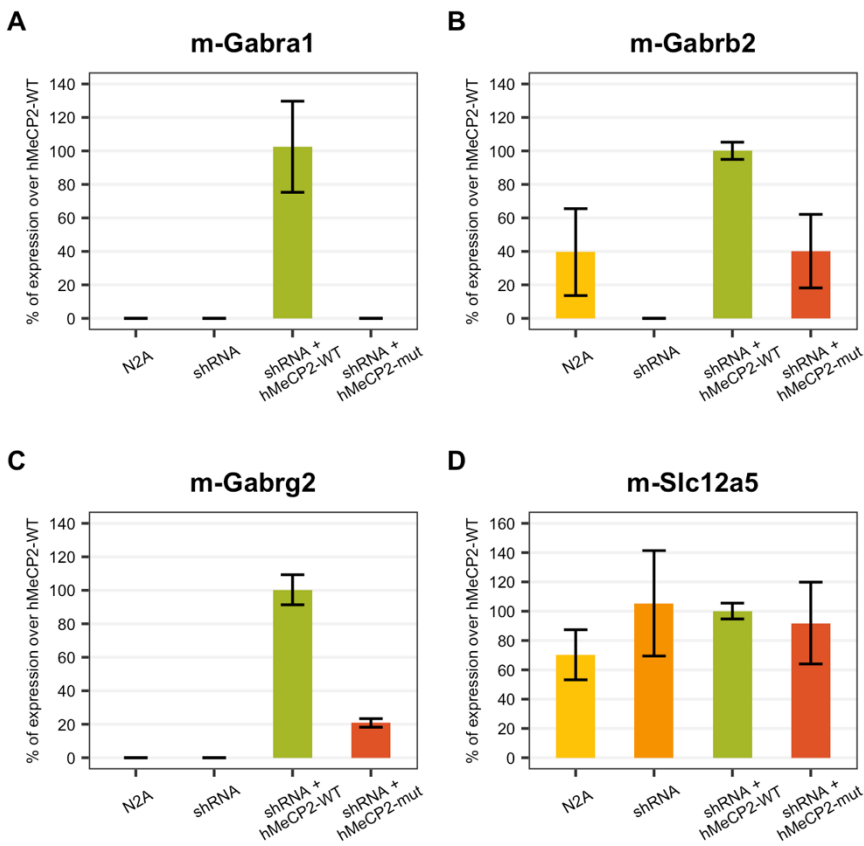 A
m-Gabra1
% of expression over hMeCP2-WT
140
120
100
80
60
40
20
0
N2A
shRNA
shRNA +
hMeCP2-WT
shRNA +
hMeCP2-mut
B
m-Gabrb2
% of expression over hMeCP2-WT
140
120
100
80
60
40
20
0
N2A
shRNA
shRNA +
hMeCP2-WT
shRNA +
hMeCP2-mut
C
m-Gabrg2
% of expression over hMeCP2-WT
140
120
100
80
60
40
20
0
N2A
shRNA
shRNA +
hMeCP2-WT
shRNA +
hMeCP2-mut
D
m-Slc12a5
% of expression over hMeCP2-WT
160
140
120
100
80
60
40
20
0
N2A
shRNA
shRNA +
hMeCP2-WT
shRNA +
hMeCP2-mut